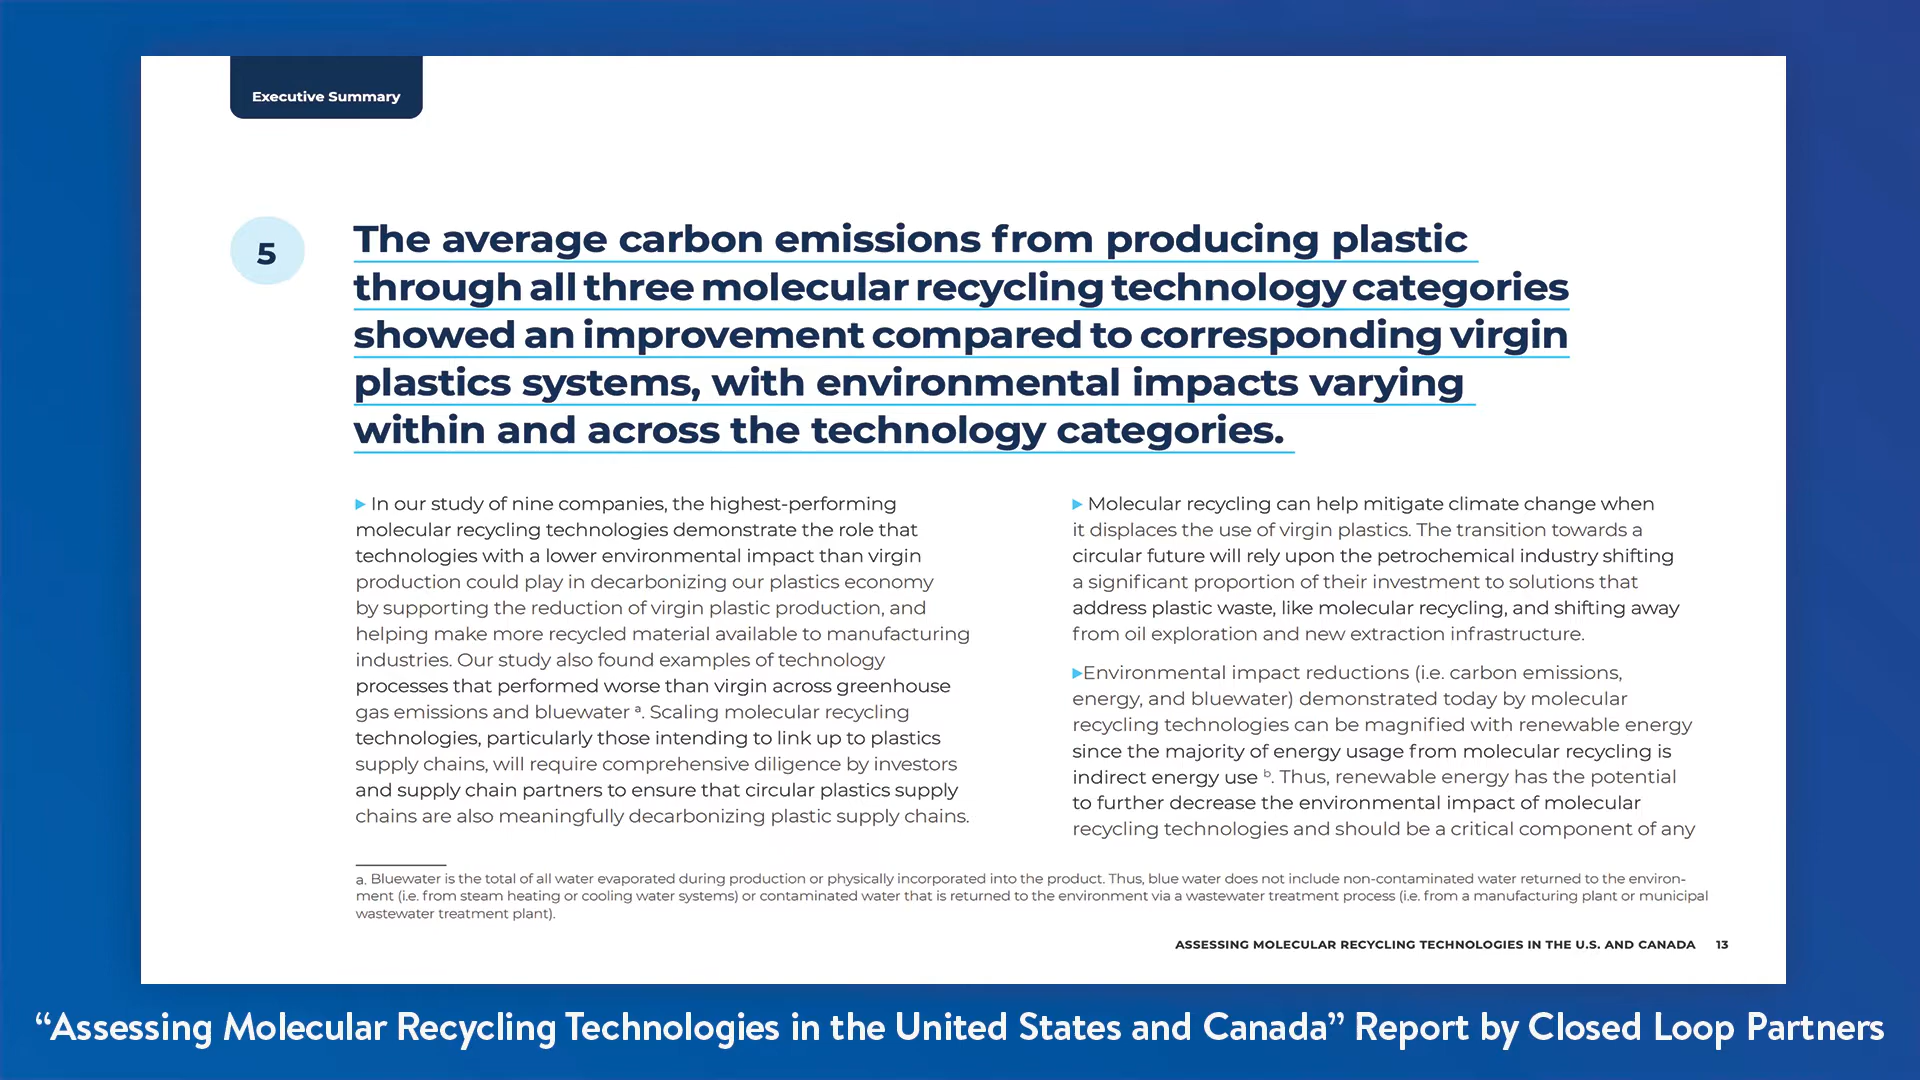 Executive Summary
5
The average carbon emissions from producing plastic
through all three molecular recycling technology categories
showed an improvement compared to corresponding virgin
plastics systems, with environmental impacts varying
within and across the technology categories.
▶ In our study of nine companies, the highest-performing
molecular recycling technologies demonstrate the role that
technologies with a lower environmental impact than virgin
production could play in decarbonizing our plastics economy
by supporting the reduction of virgin plastic production, and
helping make more recycled material available to manufacturing
industries. Our study also found examples of technology
processes that performed worse than virgin across greenhouse
gas emissions and bluewater ª. Scaling molecular recycling
technologies, particularly those intending to link up to plastics
supply chains, will require comprehensive diligence by investors
and supply chain partners to ensure that circular plastics supply
chains are also meaningfully decarbonizing plastic supply chains.
▶ Molecular recycling can help mitigate climate change when
it displaces the use of virgin plastics. The transition towards a
circular future will rely upon the petrochemical industry shifting
a significant proportion of their investment to solutions that
address plastic waste, like molecular recycling, and shifting away
from oil exploration and new extraction infrastructure.
▶Environmental impact reductions (i.e. carbon emissions,
energy, and bluewater) demonstrated today by molecular
recycling technologies can be magnified with renewable energy
since the majority of energy usage from molecular recycling is
indirect energy use ᵇ. Thus, renewable energy has the potential
to further decrease the environmental impact of molecular
recycling technologies and should be a critical component of any
a. Bluewater is the total of all water evaporated during production or physically incorporated into the product. Thus, blue water does not include non-contaminated water returned to the environ-
ment (i.e. from steam heating or cooling water systems) or contaminated water that is returned to the environment via a wastewater treatment process (i.e. from a manufacturing plant or municipal
wastewater treatment plant).
ASSESSING MOLECULAR RECYCLING TECHNOLOGIES IN THE U.S. AND CANADA 13
“Assessing Molecular Recycling Technologies in the United States and Canada” Report by Closed Loop Partners